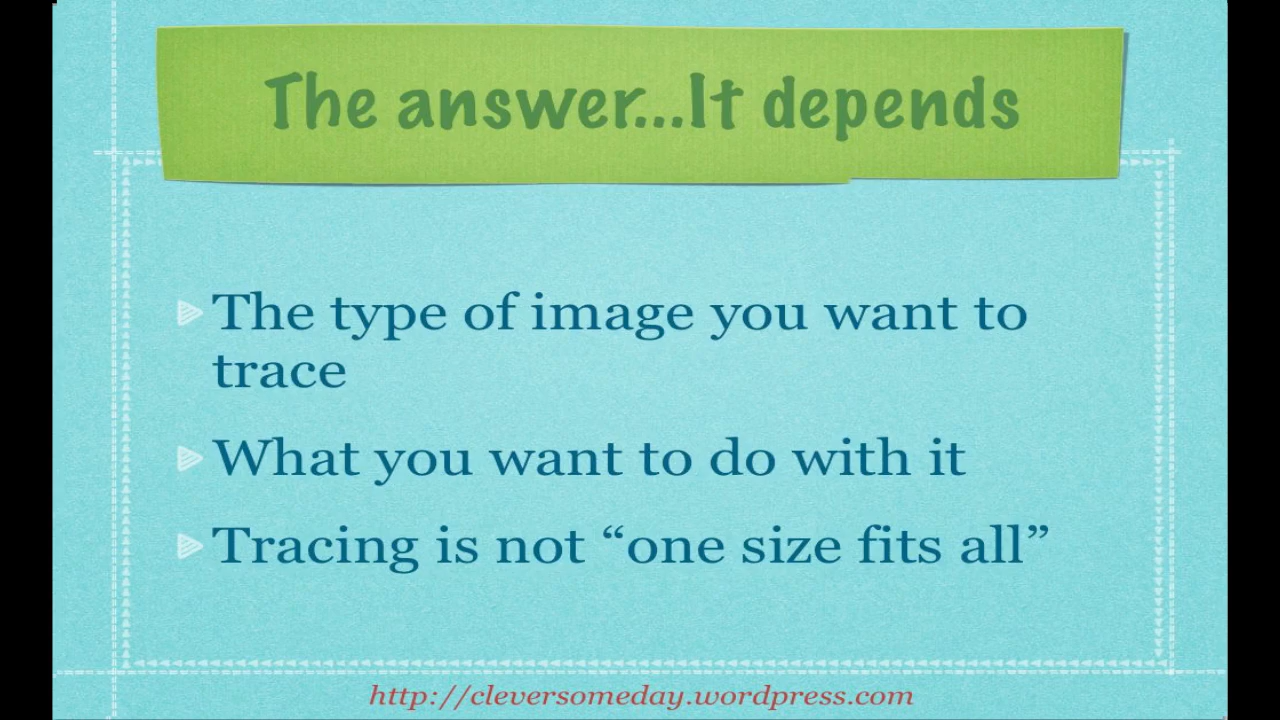 The answer...It depends
The type of image you want to
trace
What you want to do with it
Tracing is not “one size fits all”
http://cleversomeday.wordpress.com